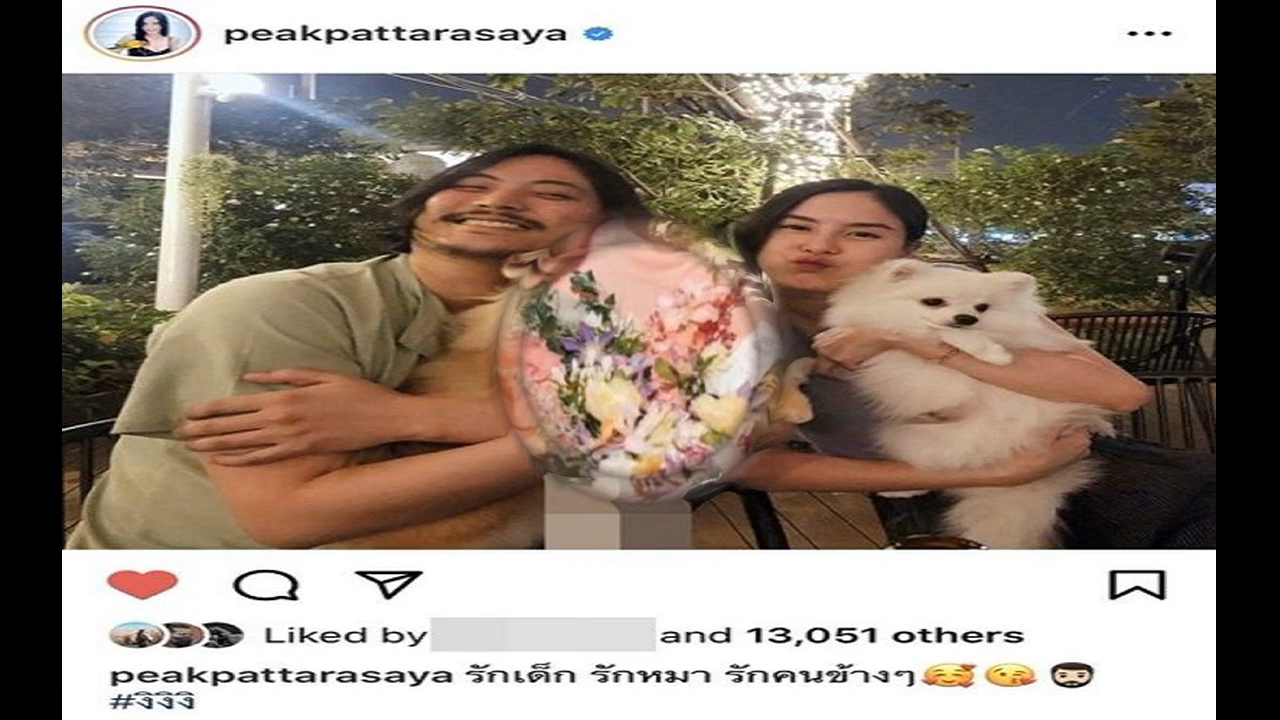 peakpattarasaya
Liked by and 13,051 others
peakpattarasaya รักเด็ก รักหมา รักคนข้างๆ🥰 😘 🧔🏻
#งิงิงิ